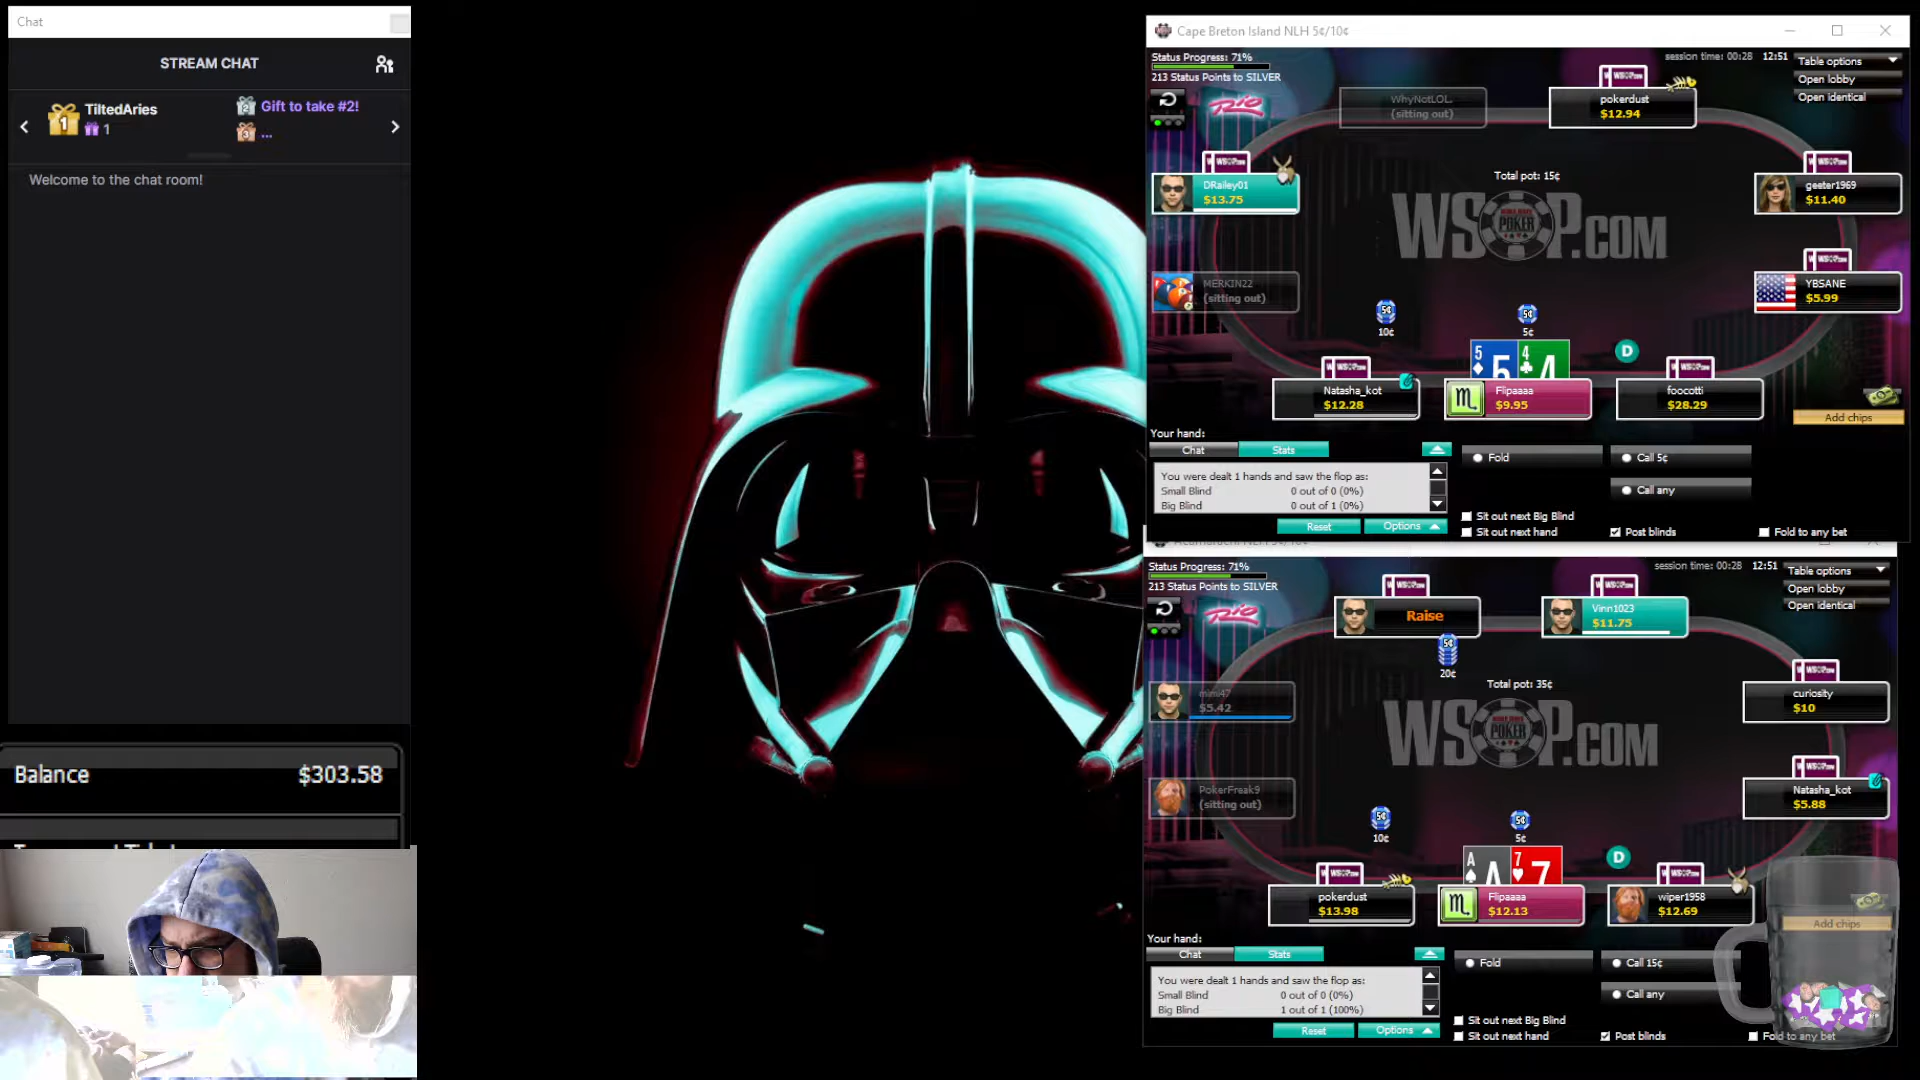 Chat
STREAM CHAT
TiltedAries
1
Gift to take #2!
...
Welcome to the chat room!
Balance $303.58
Cape Breton Island NLH 5¢/10¢
Status Progress: 71%
213 Status Points to SILVER
session time: 00:28 12:51
Table options
Open lobby
Open identical
Rio
WhyNotLOL.
(sitting out)
pokerdust
$12.94
DRailey01
$13.75
Total pot: 15¢
geeter1969
$11.40
WSOP.COM
MERKIN22
(sitting out)
YBSANE
$5.99
10¢
5¢
D
5 5 4 4
Natasha_kot
$12.28
Flipaaaa
$9.95
foocotti
$28.29
Add chips
Your hand:
Chat Stats
You were dealt 1 hands and saw the flop as:
Small Blind 0 out of 0 (0%)
Big Blind 0 out of 1 (0%)
Reset Options
Fold
Call 5¢
Call any
Sit out next Big Blind
Sit out next hand
Post blinds
Fold to any bet
Status Progress: 71%
213 Status Points to SILVER
session time: 00:28 12:51
Table options
Open lobby
Open identical
Rio
Raise
Vinn1023
$11.75
20¢
mimi47
$5.42
Total pot: 35¢
curiosity
$10
WSOP.COM
PokerFreak9
(sitting out)
Natasha_kot
$5.88
10¢
5¢
D
A A 7 7
pokerdust
$13.98
Flipaaaa
$12.13
wiper1958
$12.69
Add chips
Your hand:
Chat Stats
You were dealt 1 hands and saw the flop as:
Small Blind 0 out of 0 (0%)
Big Blind 1 out of 1 (100%)
Reset Options
Fold
Call 15¢
Call any
Sit out next Big Blind
Sit out next hand
Post blinds
Fold to any bet